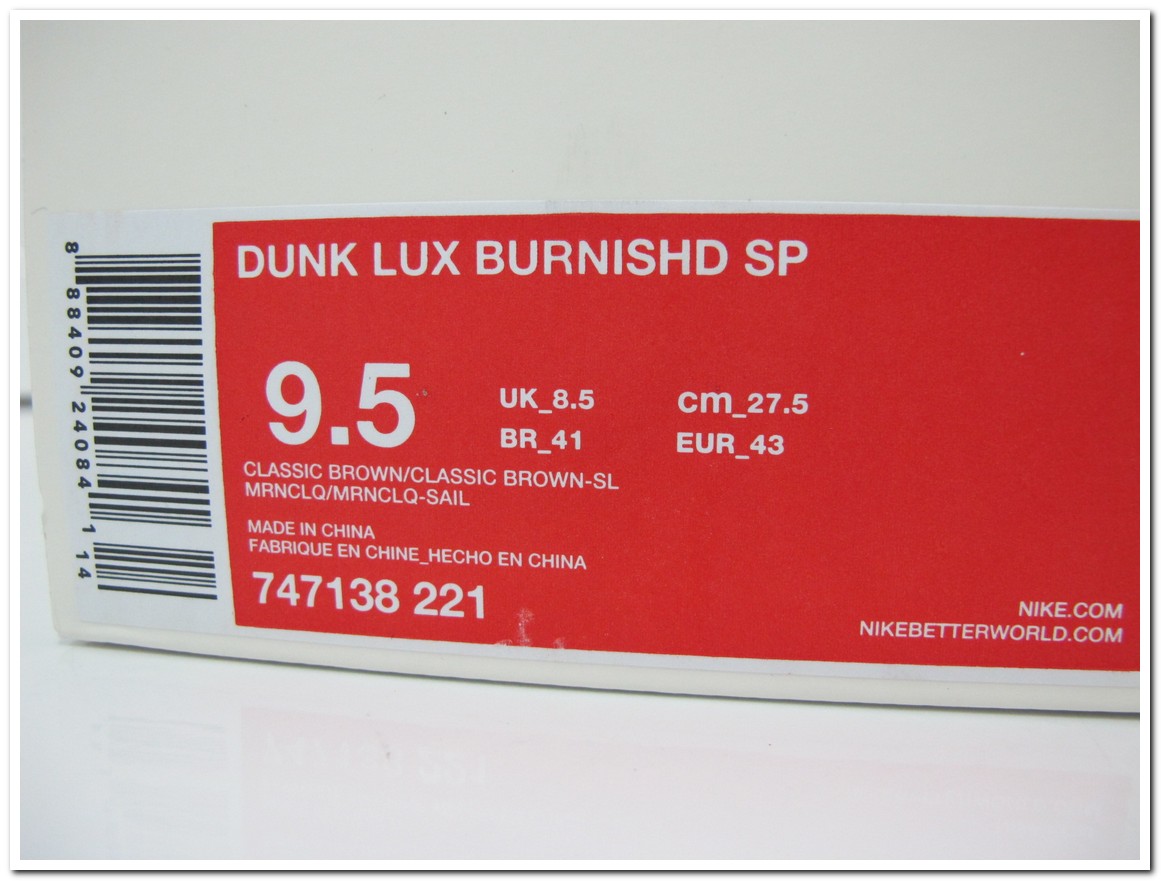 DUNK LUX BURNISHD SP
9.5
UK_8.5 cm_27.5
BR_41 EUR_43
CLASSIC BROWN/CLASSIC BROWN-SL
MRNCLQ/MRNCLQ-SAIL
MADE IN CHINA
FABRIQUE EN CHINE_HECHO EN CHINA
747138 221
NIKE.COM
NIKEBETTERWORLD.COM
8 88409 24084 1 14